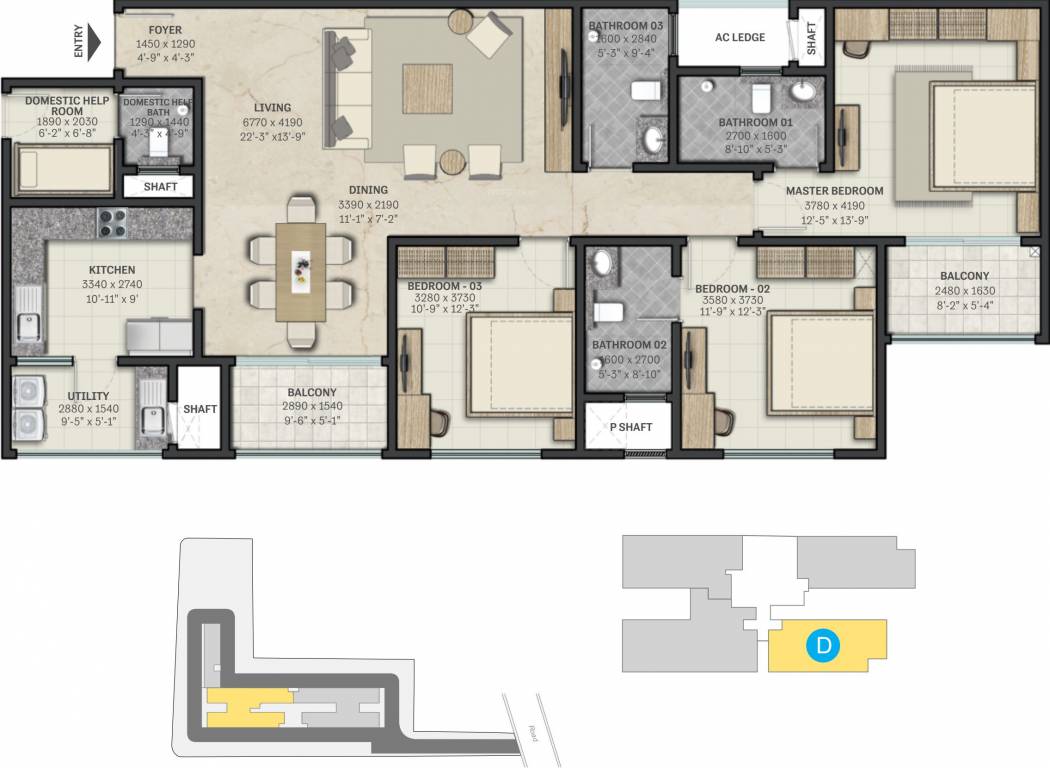 ENTRY
FOYER
1450 x 1290
4'-9" x 4'-3"
DOMESTIC HELP
ROOM
1890 x 2030
6'-2" x 6'-8"
DOMESTIC HELP
BATH
1290 x 1440
4'-3" x 4'-9"
SHAFT
LIVING
6770 x 4190
22'-3" x13'-9"
DINING
3390 x 2190
11'-1" x 7'-2"
BATHROOM 03
1600 x 2840
5'-3" x 9'-4"
AC LEDGE
SHAFT
BATHROOM 01
2700 x 1600
8'-10" x 5'-3"
MASTER BEDROOM
3780 x 4190
12'-5" x 13'-9"
KITCHEN
3340 x 2740
10'-11" x 9'
BEDROOM - 03
3280 x 3730
10'-9" x 12'-3"
BATHROOM 02
1600 x 2700
5'-3" x 8'-10"
BEDROOM - 02
3580 x 3730
11'-9" x 12'-3"
BALCONY
2480 x 1630
8'-2" x 5'-4"
UTILITY
2880 x 1540
9'-5" x 5'-1"
SHAFT
BALCONY
2890 x 1540
9'-6" x 5'-1"
P SHAFT
D
Road